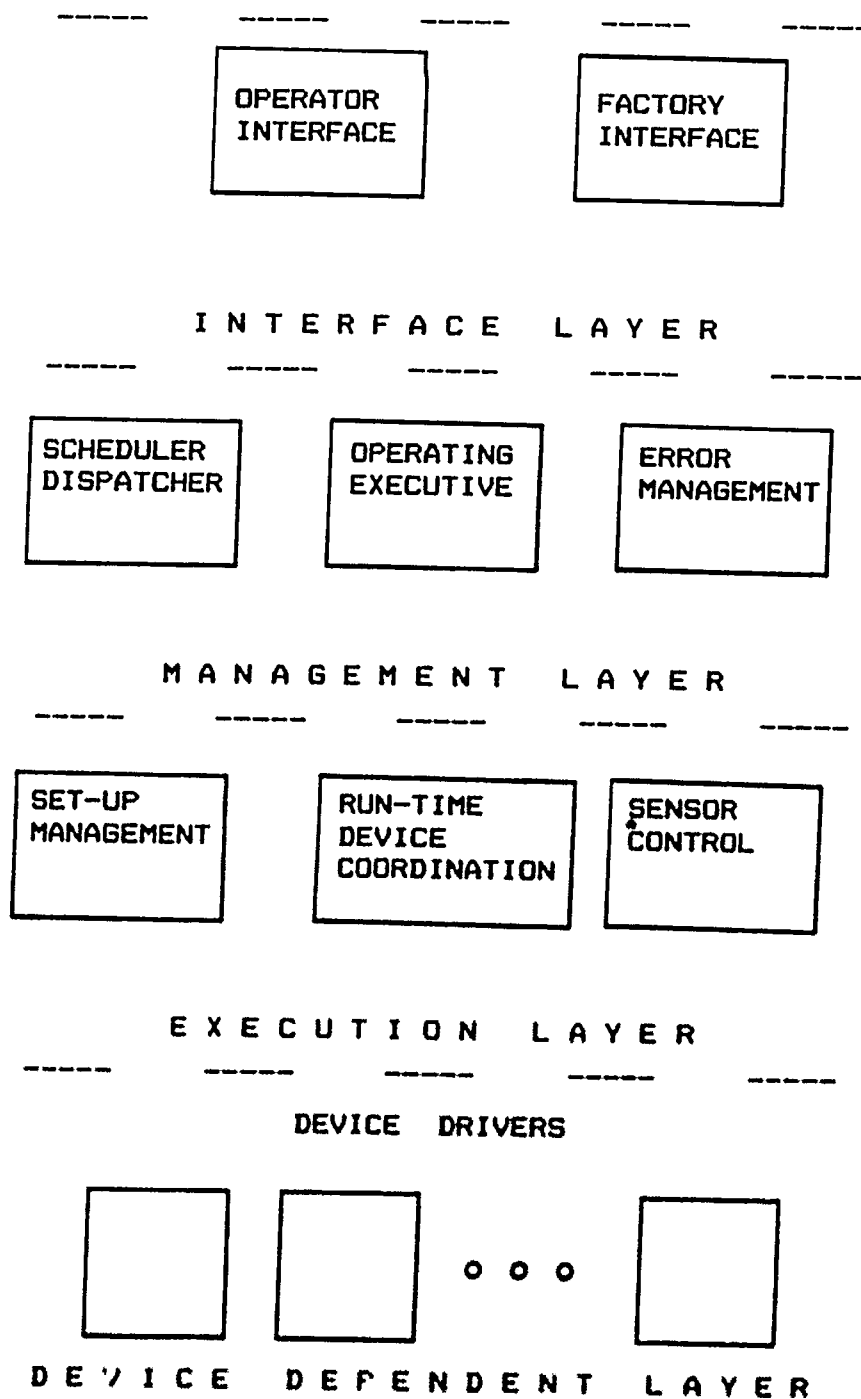 OPERATOR
INTERFACE
FACTORY
INTERFACE
INTERFACE LAYER
SCHEDULER
DISPATCHER
OPERATING
EXECUTIVE
ERROR
MANAGEMENT
MANAGEMENT LAYER
SET-UP
MANAGEMENT
RUN-TIME
DEVICE
COORDINATION
SENSOR
CONTROL
EXECUTION LAYER
DEVICE DRIVERS
DEVICE DEPENDENT LAYER